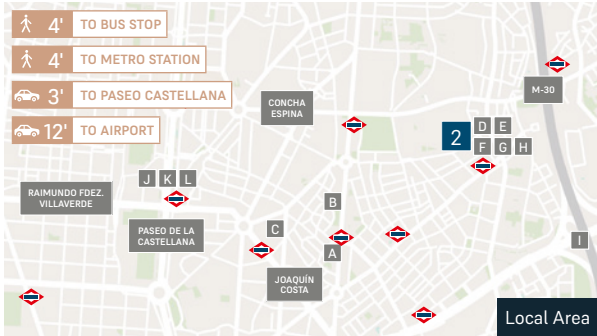 4' TO BUS STOP
4' TO METRO STATION
3' TO PASEO CASTELLANA
12' TO AIRPORT
CONCHA
ESPINA
M-30
2
D E
F G H
J K L
RAIMUNDO FDEZ.
VILLAVERDE
B
PASEO DE LA
CASTELLANA
C
A
I
JOAQUÍN
COSTA
Local Area